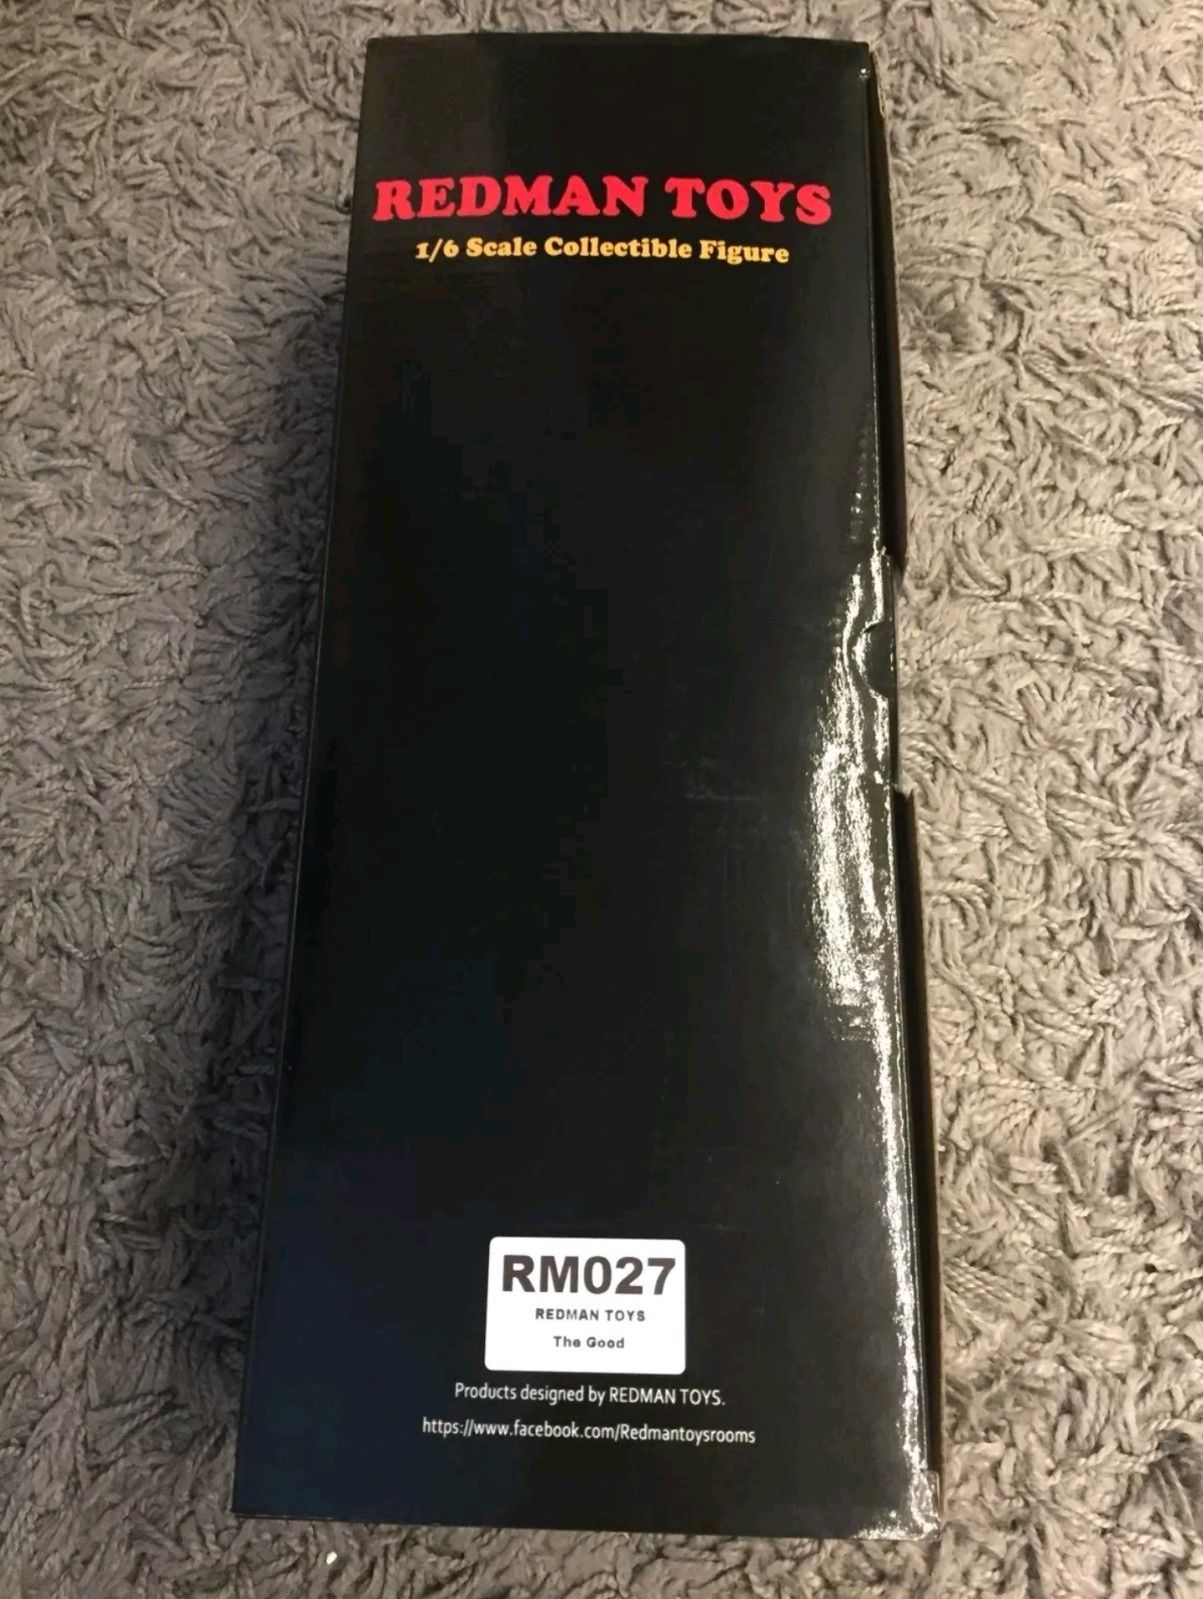 REDMAN TOYS
1/6 Scale Collectible Figure
RM027
REDMAN TOYS
The Good
Products designed by REDMAN TOYS.
https://www.facebook.com/Redmantoysrooms